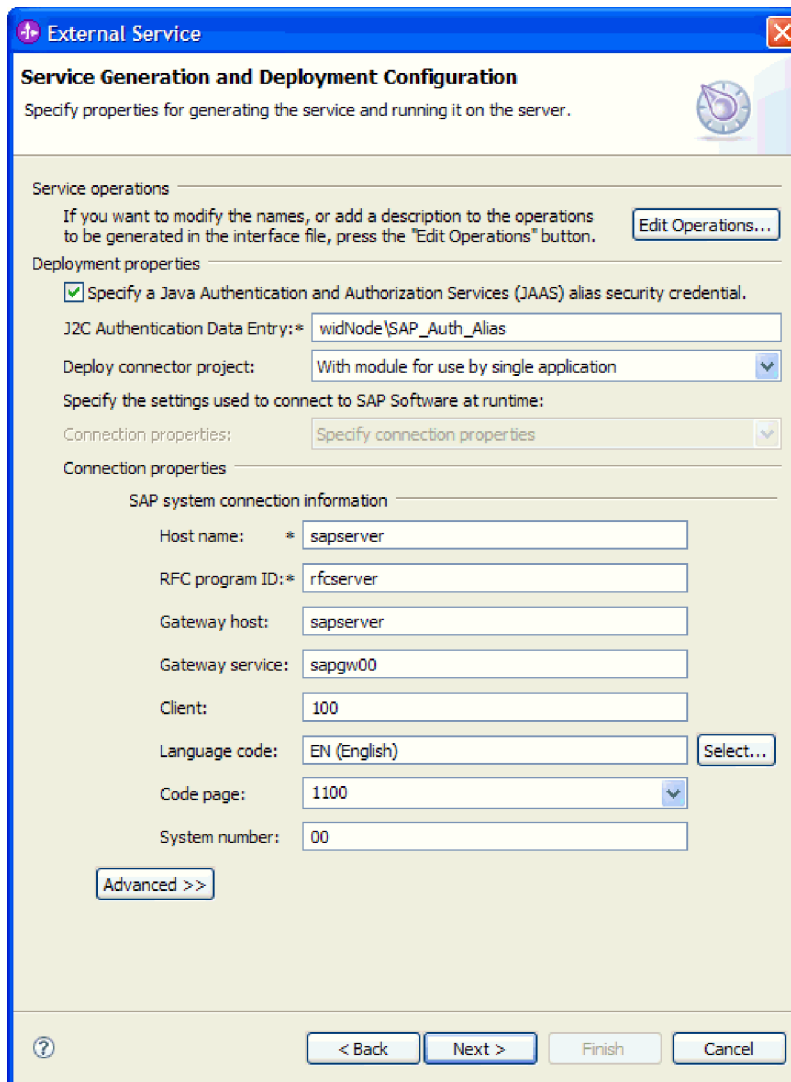 External Service
Service Generation and Deployment Configuration
Specify properties for generating the service and running it on the server.
Service operations
If you want to modify the names, or add a description to the operations
to be generated in the interface file, press the "Edit Operations" button.
Edit Operations...
Deployment properties
Specify a Java Authentication and Authorization Services (JAAS) alias security credential.
J2C Authentication Data Entry:* widNode\SAP_Auth_Alias
Deploy connector project: With module for use by single application
Specify the settings used to connect to SAP Software at runtime:
Connection properties: Specify connection properties
Connection properties
SAP system connection information
Host name: * sapserver
RFC program ID:* rfcserver
Gateway host: sapserver
Gateway service: sapgw00
Client: 100
Language code: EN (English) Select...
Code page: 1100
System number: 00
Advanced >>
? < Back Next > Finish Cancel